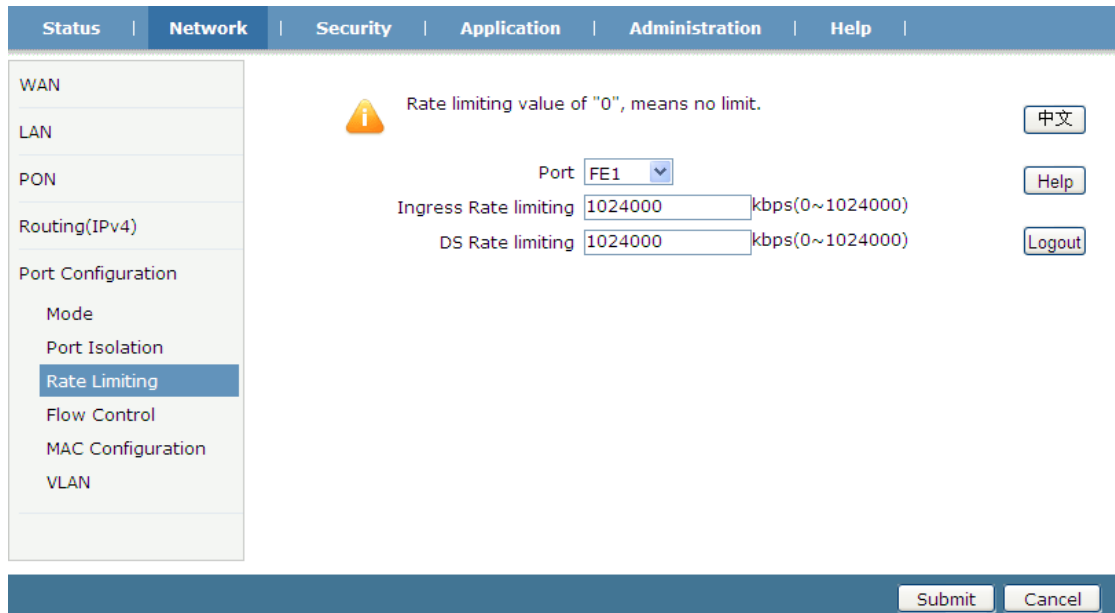 Status | Network | Security | Application | Administration | Help |
WAN
LAN
PON
Routing(IPv4)
Port Configuration
Mode
Port Isolation
Rate Limiting
Flow Control
MAC Configuration
VLAN
Rate limiting value of "0", means no limit.
Port FE1
Ingress Rate limiting 1024000 kbps(0~1024000)
DS Rate limiting 1024000 kbps(0~1024000)
中文
Help
Logout
Submit Cancel